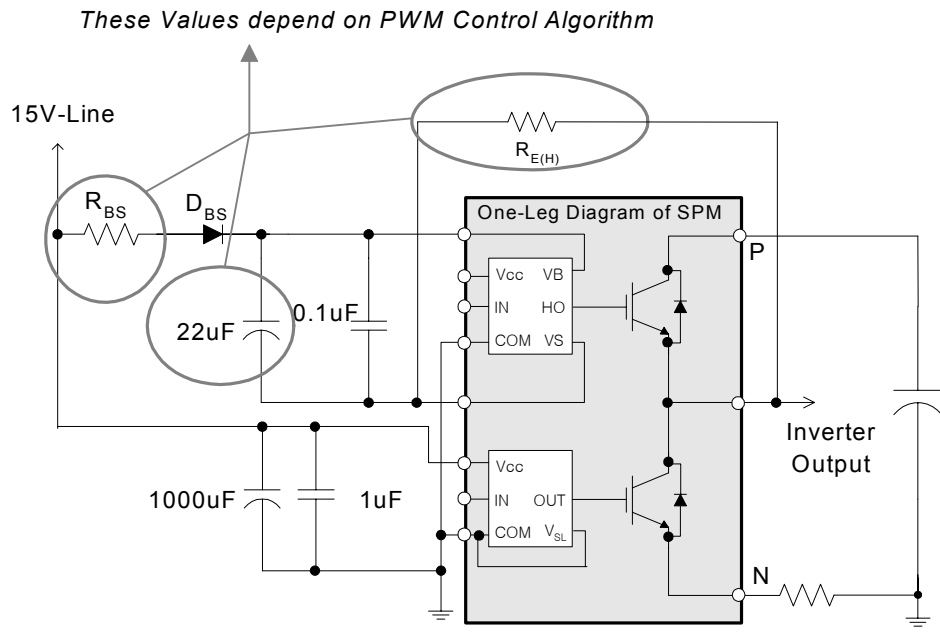 These Values depend on PWM Control Algorithm
15V-Line
R_E(H)
R_BS
D_BS
One-Leg Diagram of SPM
P
Vcc
VB
IN
HO
COM
VS
22uF
0.1uF
Inverter
Output
Vcc
IN
OUT
COM
V_SL
1000uF
1uF
N